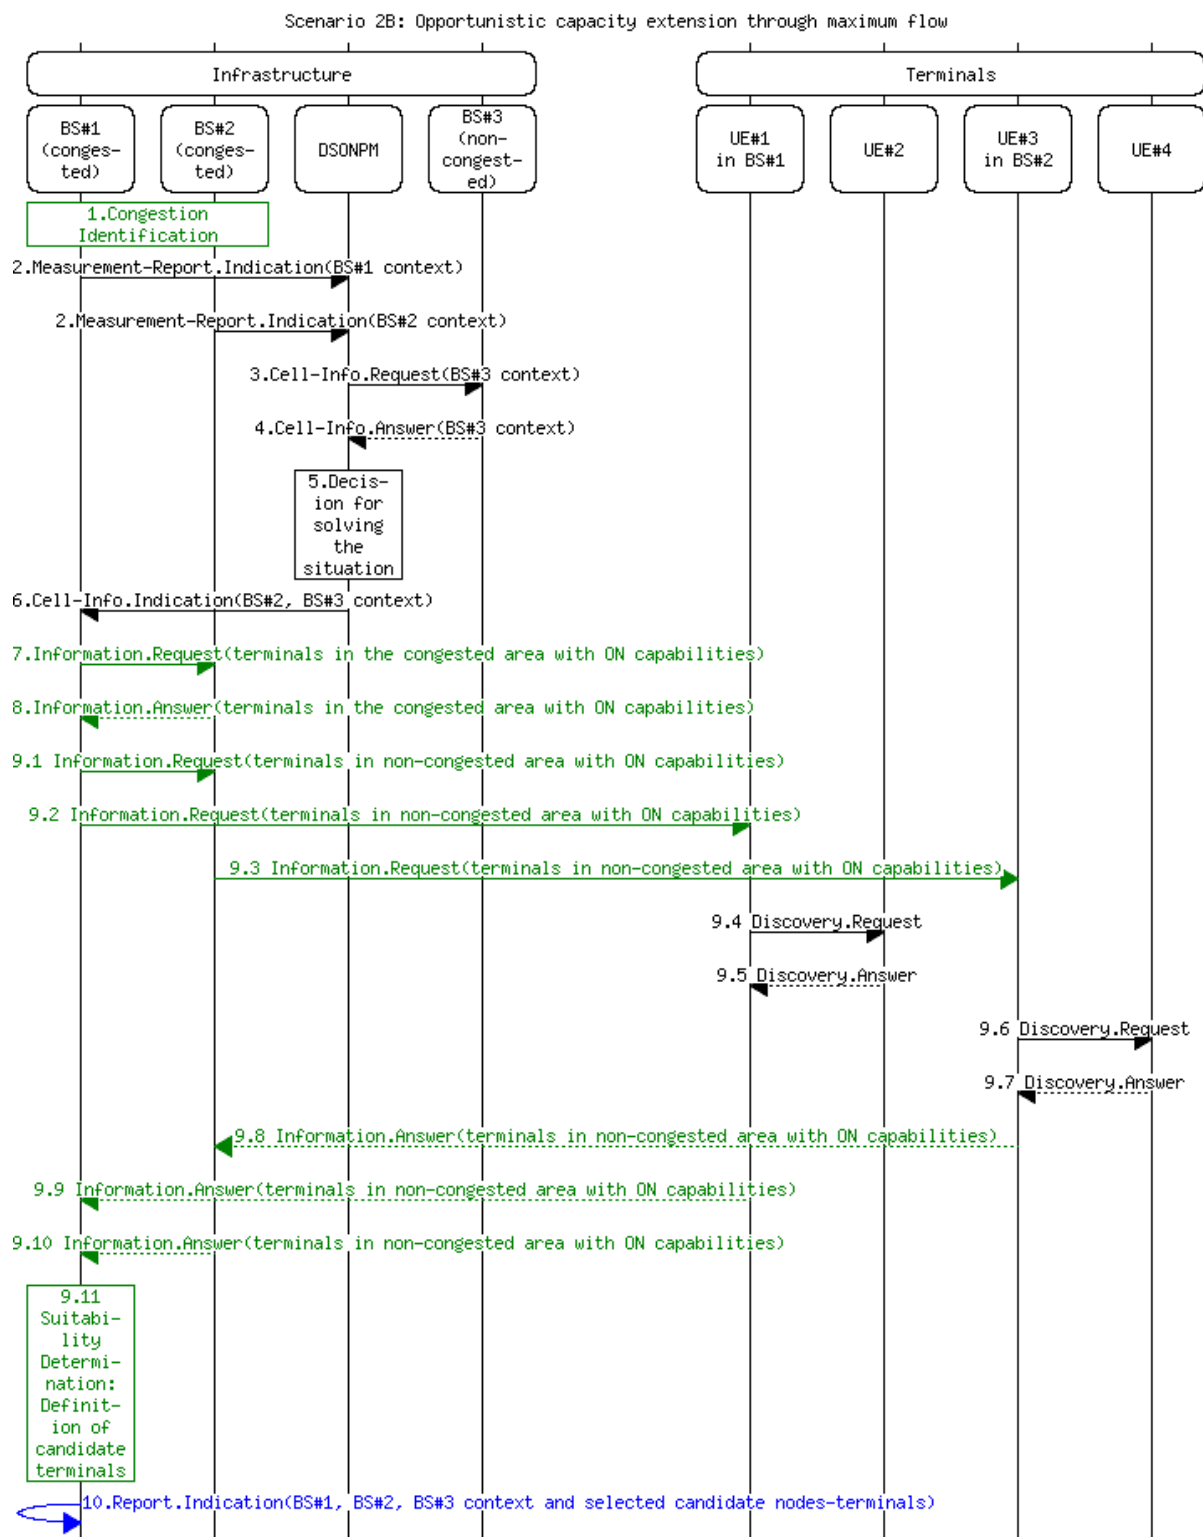 Scenario 2B: Opportunistic capacity extension through maximum flow
Infrastructure
Terminals
BS#1
(conges-
ted)
BS#2
(conges-
ted)
DSONPM
BS#3
(non-
congest-
ed)
UE#1
in BS#1
UE#2
UE#3
in BS#2
UE#4
1.Congestion
Identification
2.Measurement-Report.Indication(BS#1 context)
2.Measurement-Report.Indication(BS#2 context)
3.Cell-Info.Request(BS#3 context)
4.Cell-Info.Answer(BS#3 context)
5.Decis-
ion for
solving
the
situation
6.Cell-Info.Indication(BS#2, BS#3 context)
7.Information.Request(terminals in the congested area with ON capabilities)
8.Information.Answer(terminals in the congested area with ON capabilities)
9.1 Information.Request(terminals in non-congested area with ON capabilities)
9.2 Information.Request(terminals in non-congested area with ON capabilities)
9.3 Information.Request(terminals in non-congested area with ON capabilities)
9.4 Discovery.Request
9.5 Discovery.Answer
9.6 Discovery.Request
9.7 Discovery.Answer
9.8 Information.Answer(terminals in non-congested area with ON capabilities)
9.9 Information.Answer(terminals in non-congested area with ON capabilities)
9.10 Information.Answer(terminals in non-congested area with ON capabilities)
9.11
Suitabi-
lity
Determi-
nation:
Definit-
ion of
candidate
terminals
10.Report.Indication(BS#1, BS#2, BS#3 context and selected candidate nodes-terminals)